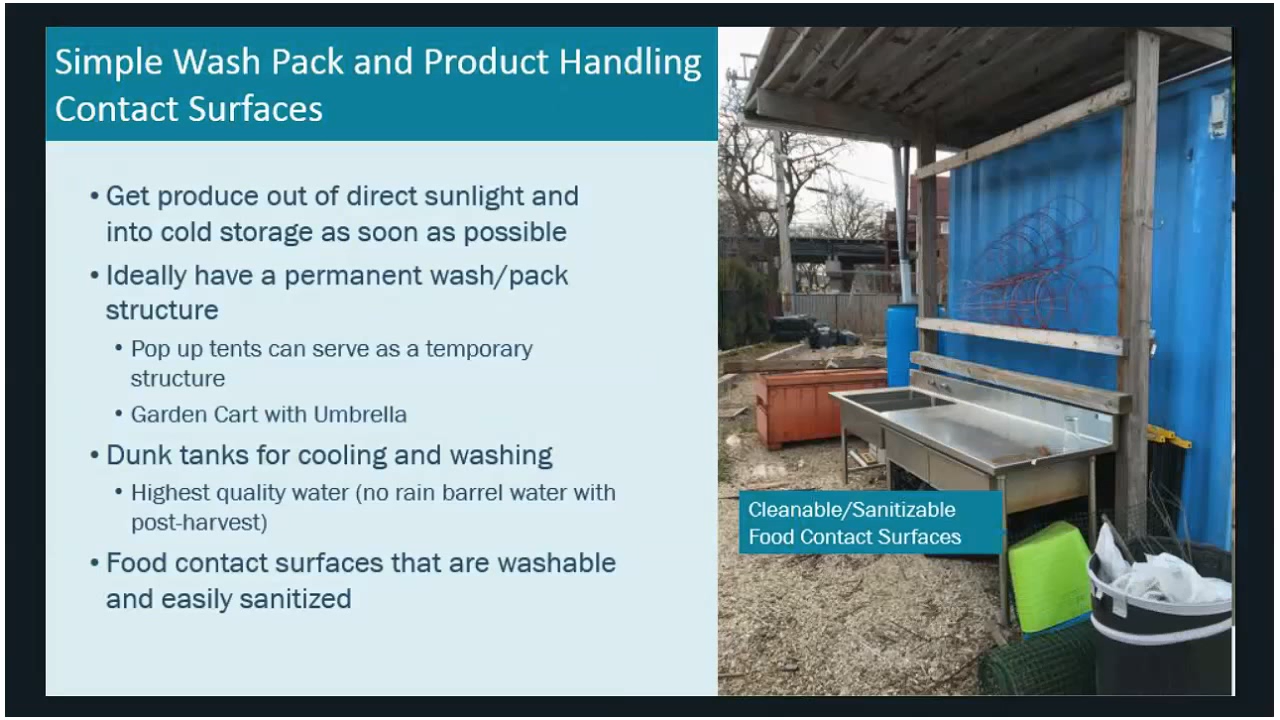 Simple Wash Pack and Product Handling
Contact Surfaces
• Get produce out of direct sunlight and
into cold storage as soon as possible
• Ideally have a permanent wash/pack
structure
• Pop up tents can serve as a temporary
structure
• Garden Cart with Umbrella
• Dunk tanks for cooling and washing
• Highest quality water (no rain barrel water with
post-harvest)
• Food contact surfaces that are washable
and easily sanitized
Cleanable/Sanitizable
Food Contact Surfaces